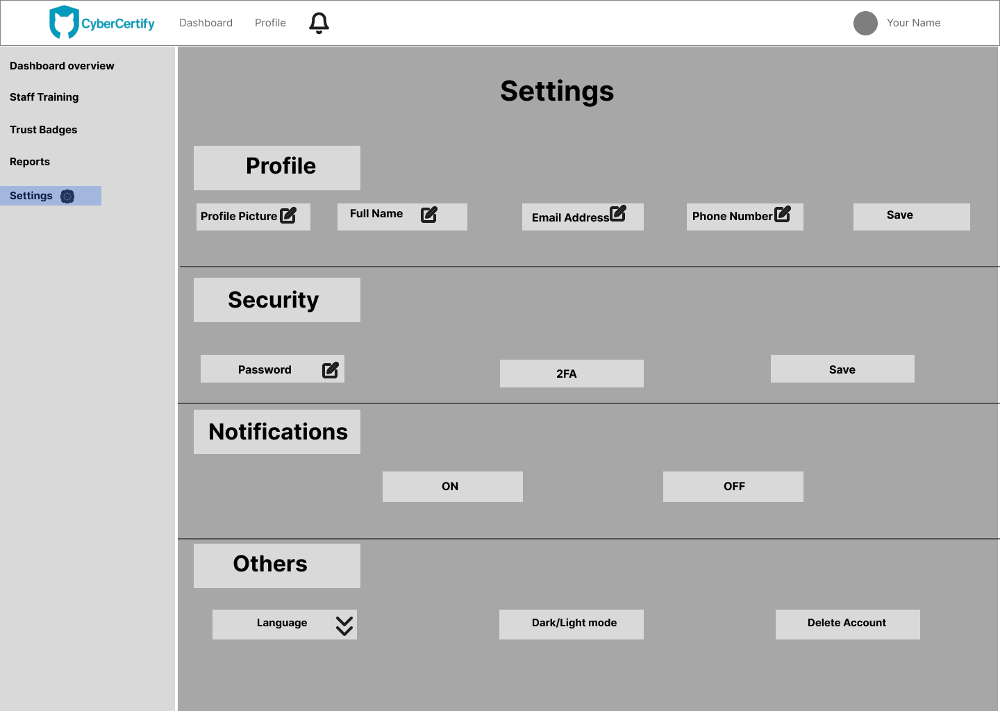 CyberCertify
Dashboard
Profile
Your Name
Dashboard overview
Staff Training
Trust Badges
Reports
Settings
Settings
Profile
Profile Picture
Full Name
Email Address
Phone Number
Save
Security
Password
2FA
Save
Notifications
ON
OFF
Others
Language
Dark/Light mode
Delete Account